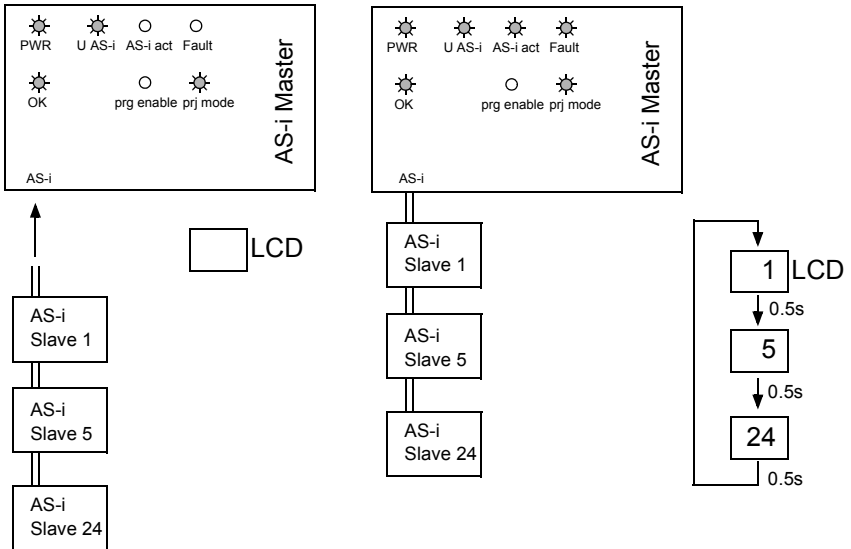 PWR U AS-i AS-i act Fault
OK prg enable prj mode
AS-i Master
AS-i
LCD
AS-i
Slave 1
AS-i
Slave 5
AS-i
Slave 24
PWR U AS-i AS-i act Fault
OK prg enable prj mode
AS-i Master
AS-i
AS-i
Slave 1
AS-i
Slave 5
AS-i
Slave 24
1 LCD
0.5s
5
0.5s
24
0.5s